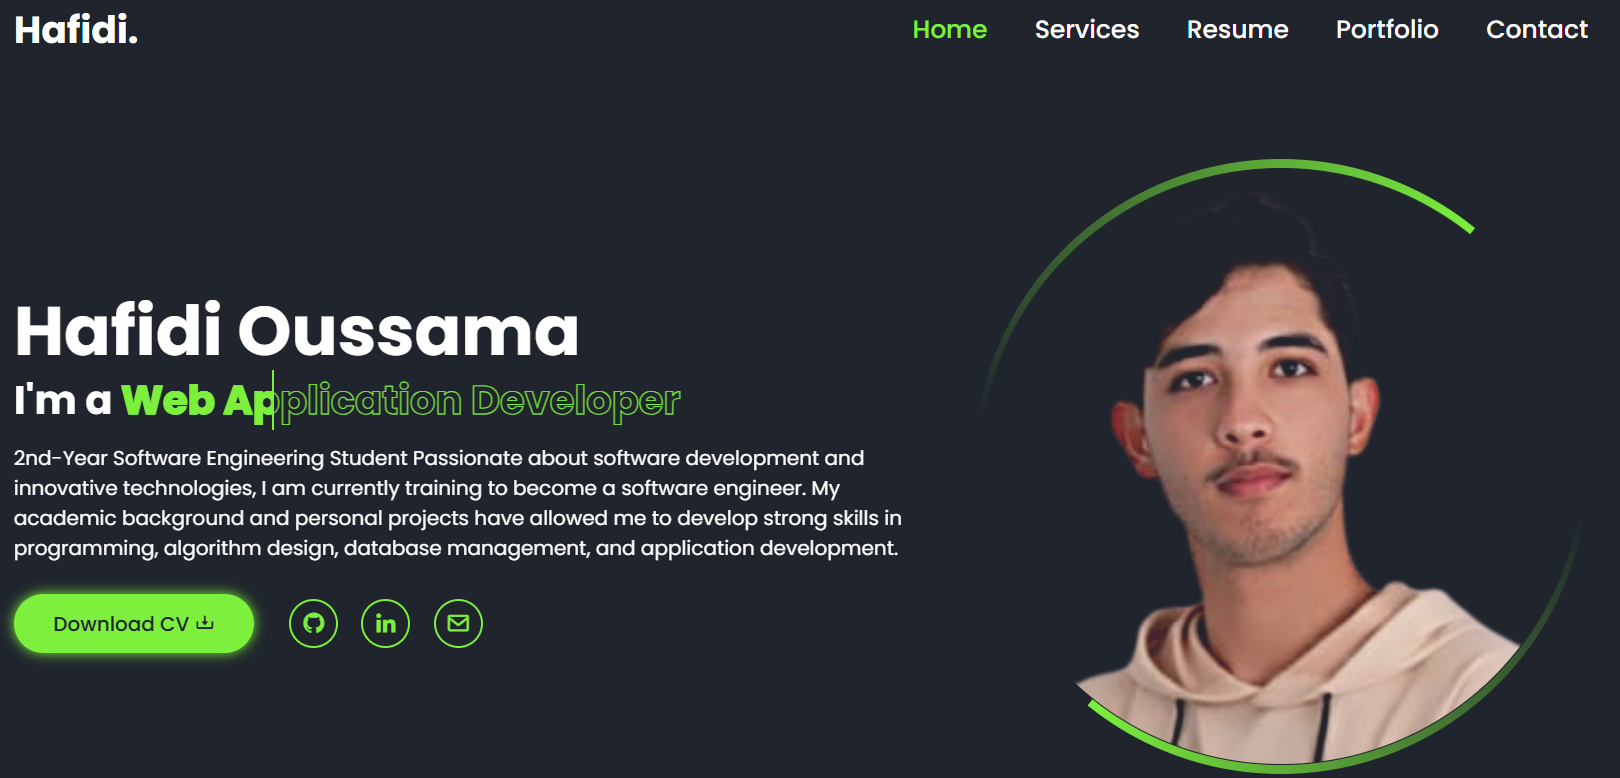 Hafidi.
Home Services Resume Portfolio Contact
Hafidi Oussama
I'm a Web Application Developer
2nd-Year Software Engineering Student Passionate about software development and
innovative technologies, I am currently training to become a software engineer. My
academic background and personal projects have allowed me to develop strong skills in
programming, algorithm design, database management, and application development.
Download CV
in